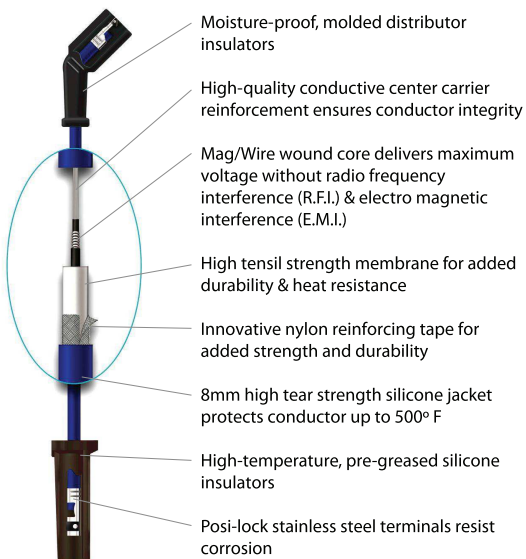 Moisture-proof, molded distributor
insulators
High-quality conductive center carrier
reinforcement ensures conductor integrity
Mag/Wire wound core delivers maximum
voltage without radio frequency
interference (R.F.I.) & electro magnetic
interference (E.M.I.)
High tensil strength membrane for added
durability & heat resistance
Innovative nylon reinforcing tape for
added strength and durability
8mm high tear strength silicone jacket
protects conductor up to 500º F
High-temperature, pre-greased silicone
insulators
Posi-lock stainless steel terminals resist
corrosion